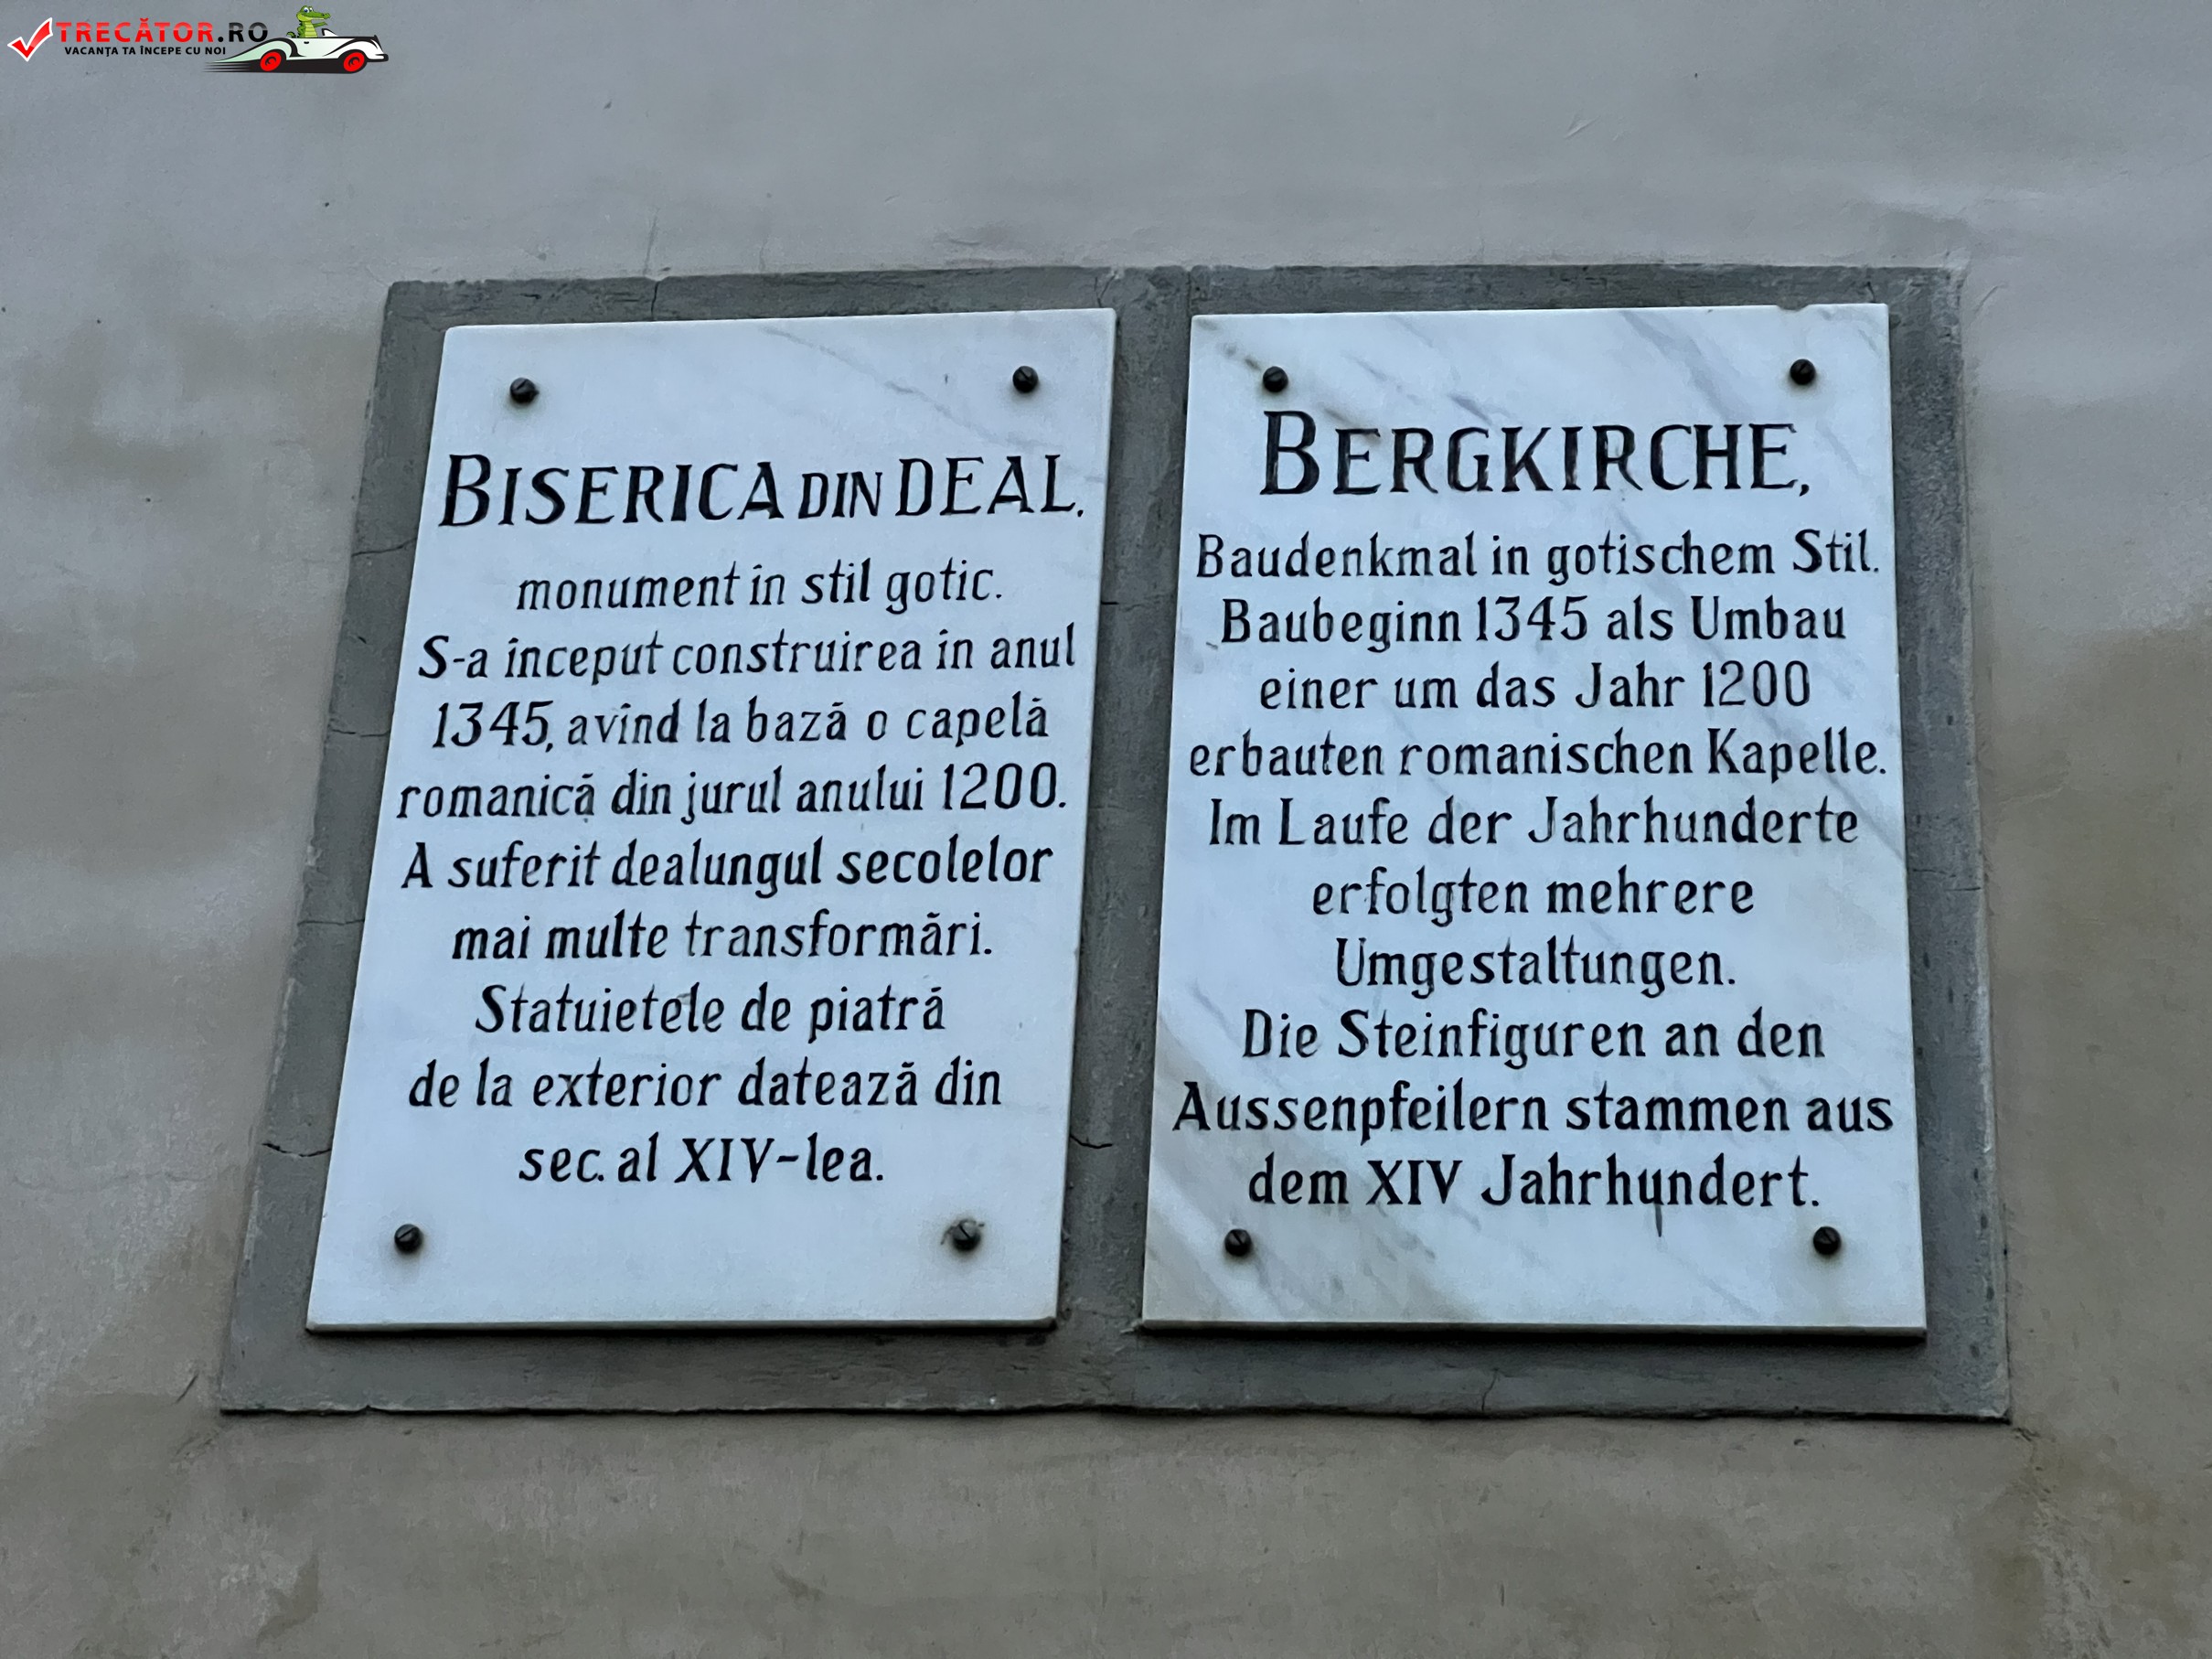 TRECĂTOR.RO
VACANȚA TA ÎNCEPE CU NOI
BISERICA DIN DEAL,
monument în stil gotic.
S-a început construirea în anul
1345, avînd la bază o capelă
romanică din jurul anului 1200.
A suferit dealungul secolelor
mai multe transformări.
Statuietele de piatră
de la exterior datează din
sec. al XIV-lea.
BERGKIRCHE,
Baudenkmal in gotischem Stil.
Baubeginn 1345 als Umbau
einer um das Jahr 1200
erbauten romanischen Kapelle.
Im Laufe der Jahrhunderte
erfolgten mehrere
Umgestaltungen.
Die Steinfiguren an den
Aussenpfeilern stammen aus
dem XIV Jahrhundert.